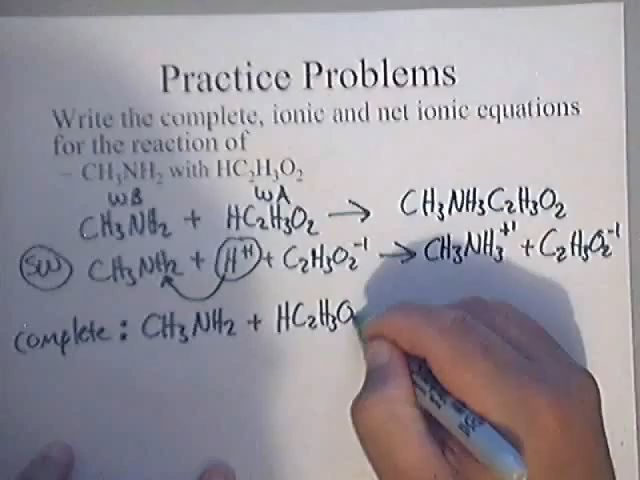 Practice Problems
Write the complete, ionic and net ionic equations
for the reaction of
– CH3NH2 with HC2H3O2
WB WA
CH3NH2 + HC2H3O2 → CH3NH3C2H3O2
SW CH3NH2 + H+1 + C2H3O2-1 → CH3NH3+1 + C2H3O2-1
complete: CH3NH2 + HC2H3O